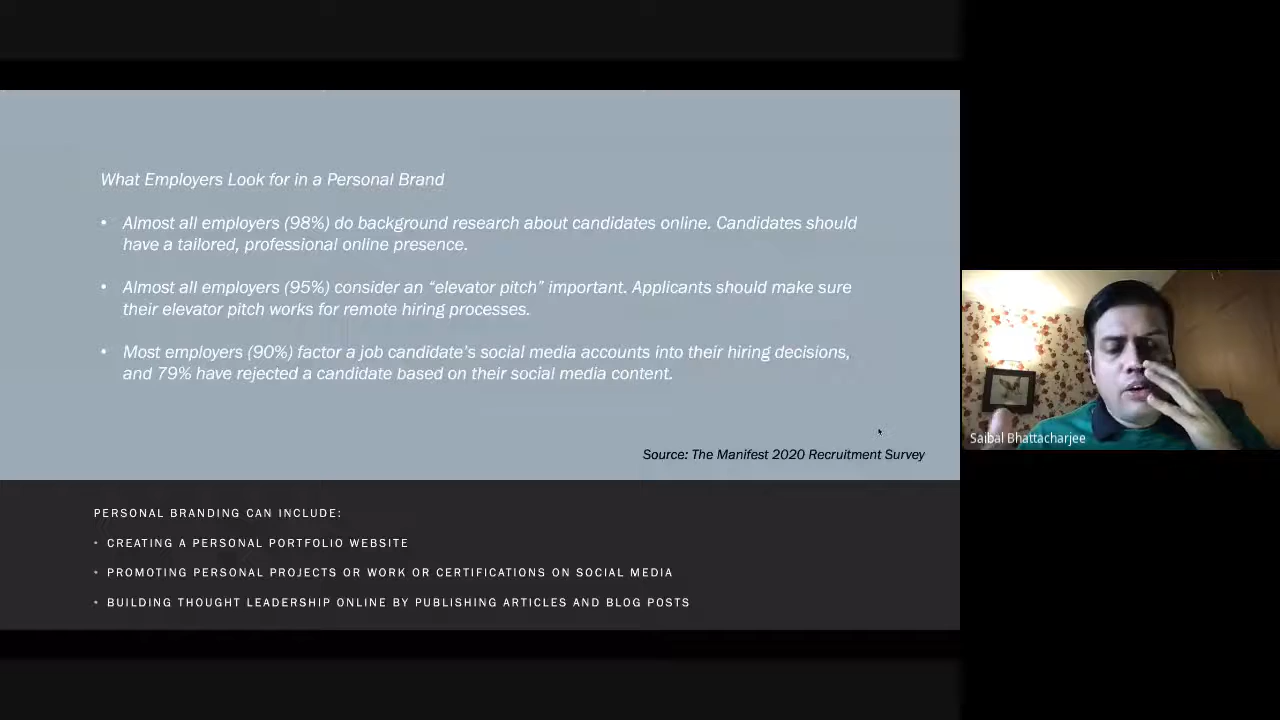 What Employers Look for in a Personal Brand
• Almost all employers (98%) do background research about candidates online. Candidates should
have a tailored, professional online presence.
• Almost all employers (95%) consider an “elevator pitch” important. Applicants should make sure
their elevator pitch works for remote hiring processes.
• Most employers (90%) factor a job candidate’s social media accounts into their hiring decisions,
and 79% have rejected a candidate based on their social media content.
Source: The Manifest 2020 Recruitment Survey
PERSONAL BRANDING CAN INCLUDE:
• CREATING A PERSONAL PORTFOLIO WEBSITE
• PROMOTING PERSONAL PROJECTS OR WORK OR CERTIFICATIONS ON SOCIAL MEDIA
• BUILDING THOUGHT LEADERSHIP ONLINE BY PUBLISHING ARTICLES AND BLOG POSTS
Saibal Bhattacharjee